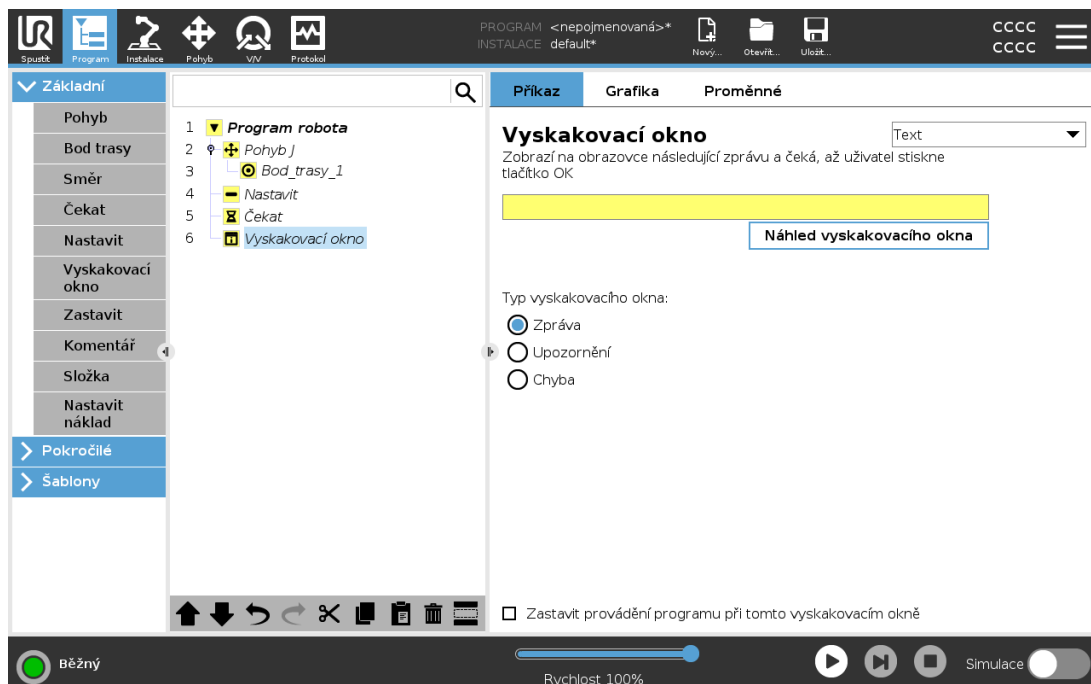 UR
Spustit
Program
Instalace
Pohyb
V/V
Protokol
PROGRAM <nepojmenovaná>*
INSTALACE default*
Nový...
Otevřít...
Uložit...
CCCC
CCCC
Základní
Pohyb
Bod trasy
Směr
Čekat
Nastavit
Vyskakovací
okno
Zastavit
Komentář
Složka
Nastavit
náklad
Pokročilé
Šablony
1 Program robota
2 Pohyb J
3 Bod_trasy_1
4 Nastavit
5 Čekat
6 Vyskakovací okno
Příkaz Grafika Proměnné
Vyskakovací okno
Text
Zobrazí na obrazovce následující zprávu a čeká, až uživatel stiskne
tlačítko OK
Náhled vyskakovacího okna
Typ vyskakovacího okna:
Zpráva
Upozornění
Chyba
Zastavit provádění programu při tomto vyskakovacím okně
Běžný
Rychlost 100%
Simulace